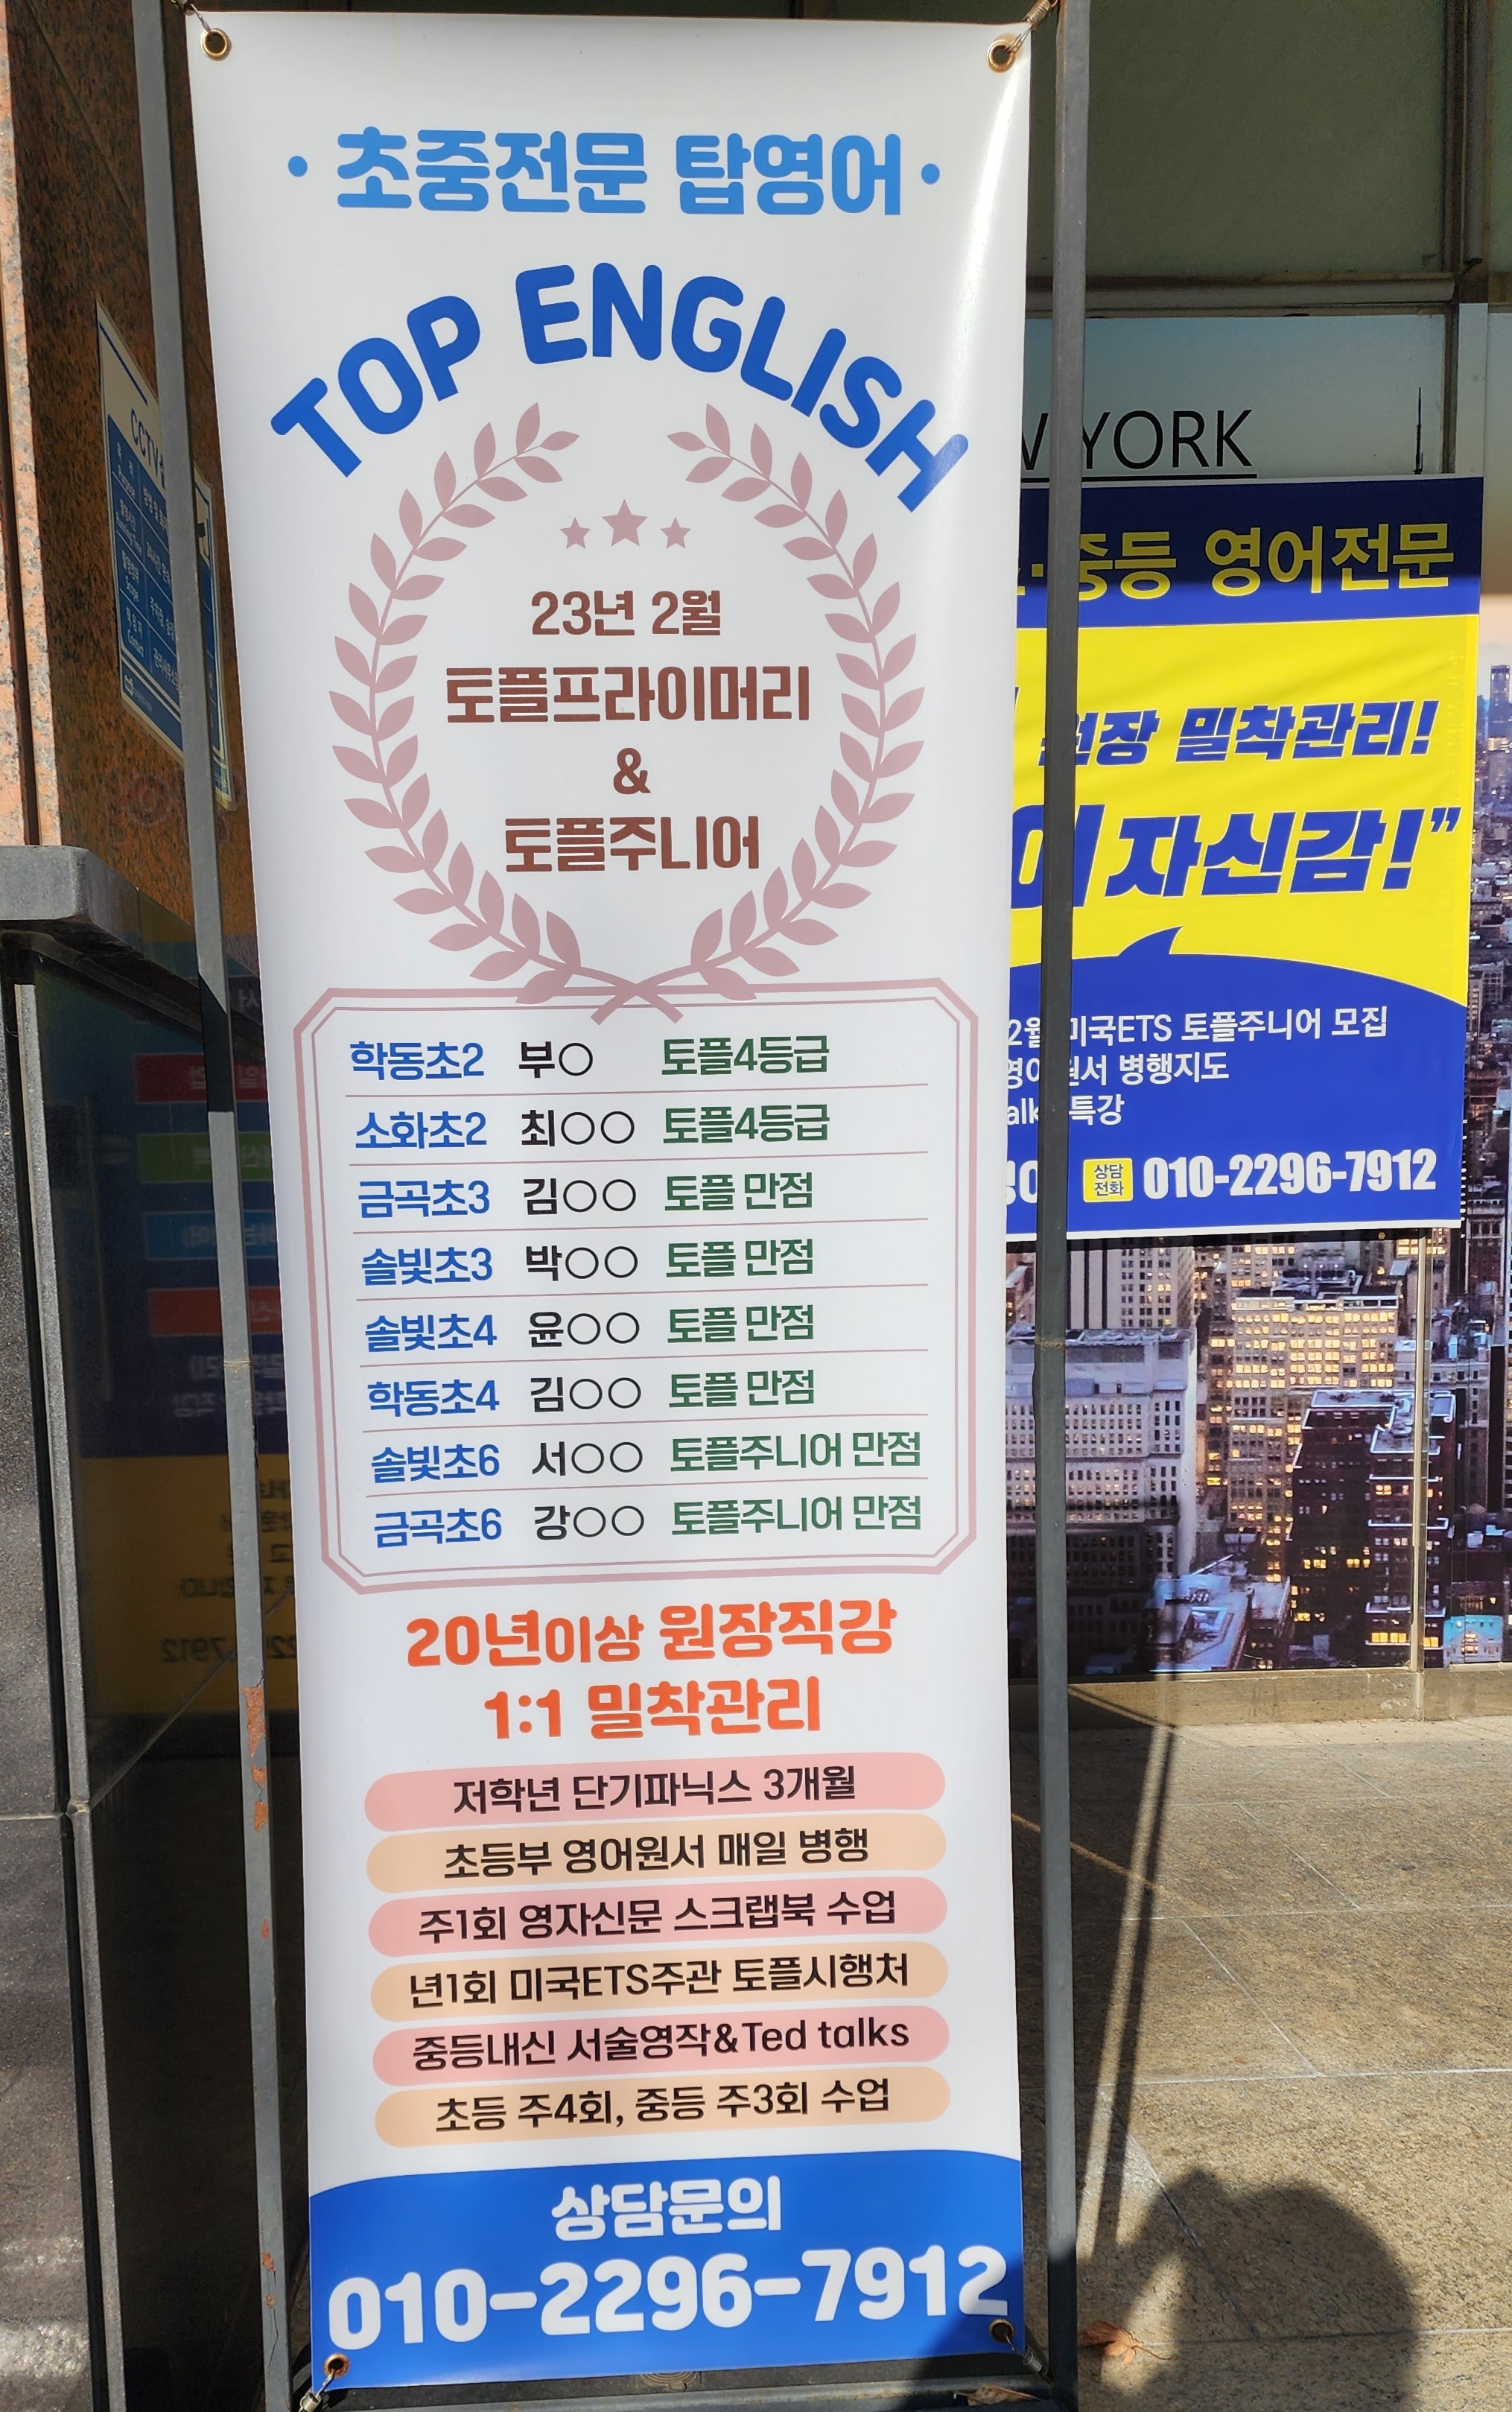 · 초중전문 탑영어 ·
TOP ENGLISH
23년 2월
토플프라이머리
&
토플주니어
학동초2 부○ 토플4등급
소화초2 최○○ 토플4등급
금곡초3 김○○ 토플 만점
솔빛초3 박○○ 토플 만점
솔빛초4 윤○○ 토플 만점
학동초4 김○○ 토플 만점
솔빛초6 서○○ 토플주니어 만점
금곡초6 강○○ 토플주니어 만점
20년이상 원장직강
1:1 밀착관리
저학년 단기파닉스 3개월
초등부 영어원서 매일 병행
주1회 영자신문 스크랩북 수업
년1회 미국ETS주관 토플시행처
중등내신 서술영작&Ted talks
초등 주4회, 중등 주3회 수업
상담문의
010-2296-7912
YORK
중등 영어전문
원장 밀착관리!
자신감!”
미국ETS 토플주니어 모집
병행지도
특강
상담
전화 010-2296-7912
CCTV